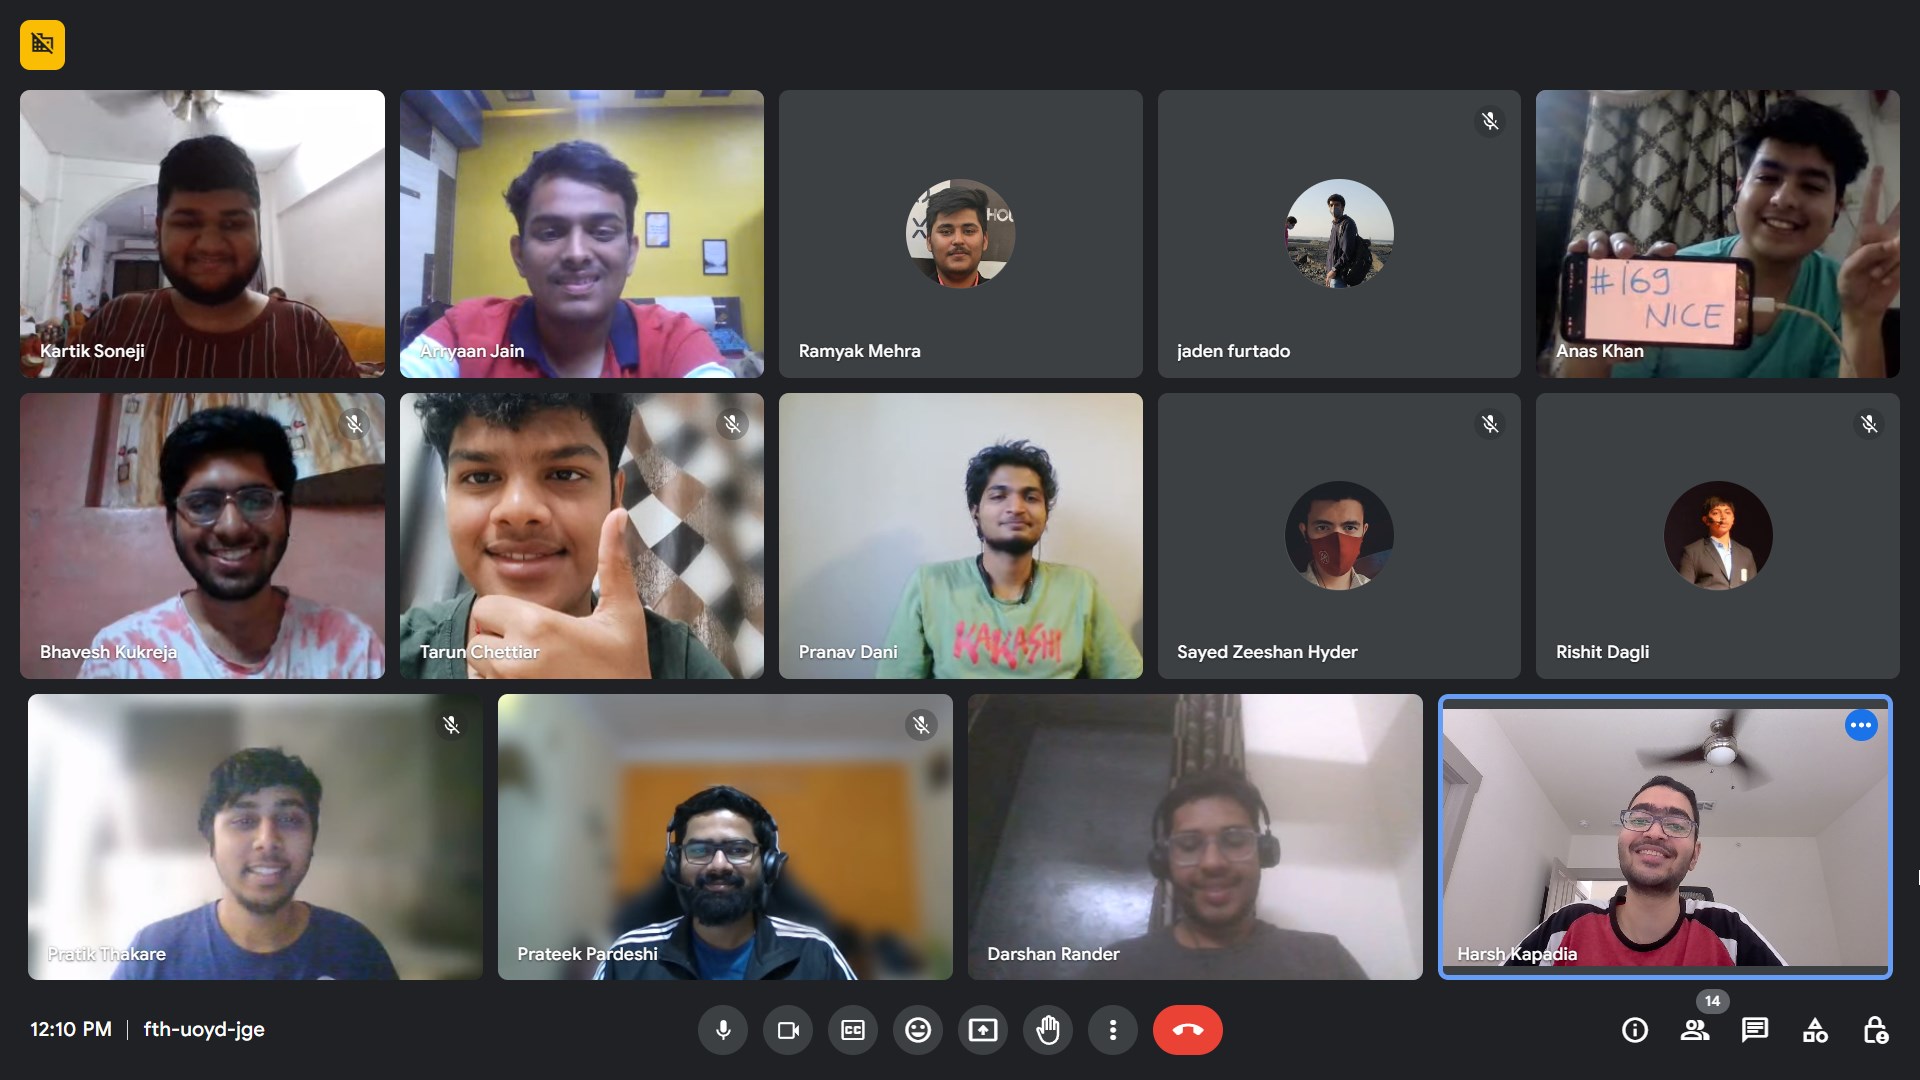 Kartik Soneji
Arryaan Jain
HOU
Ramyak Mehra
jaden furtado
#169
NICE
Anas Khan
Bhavesh Kukreja
Tarun Chettiar
KAKASHI
Pranav Dani
Sayed Zeeshan Hyder
Rishit Dagli
Pratik Thakare
Prateek Pardeshi
Darshan Rander
Harsh Kapadia
14
12:10 PM | fth-uoyd-jge
CC